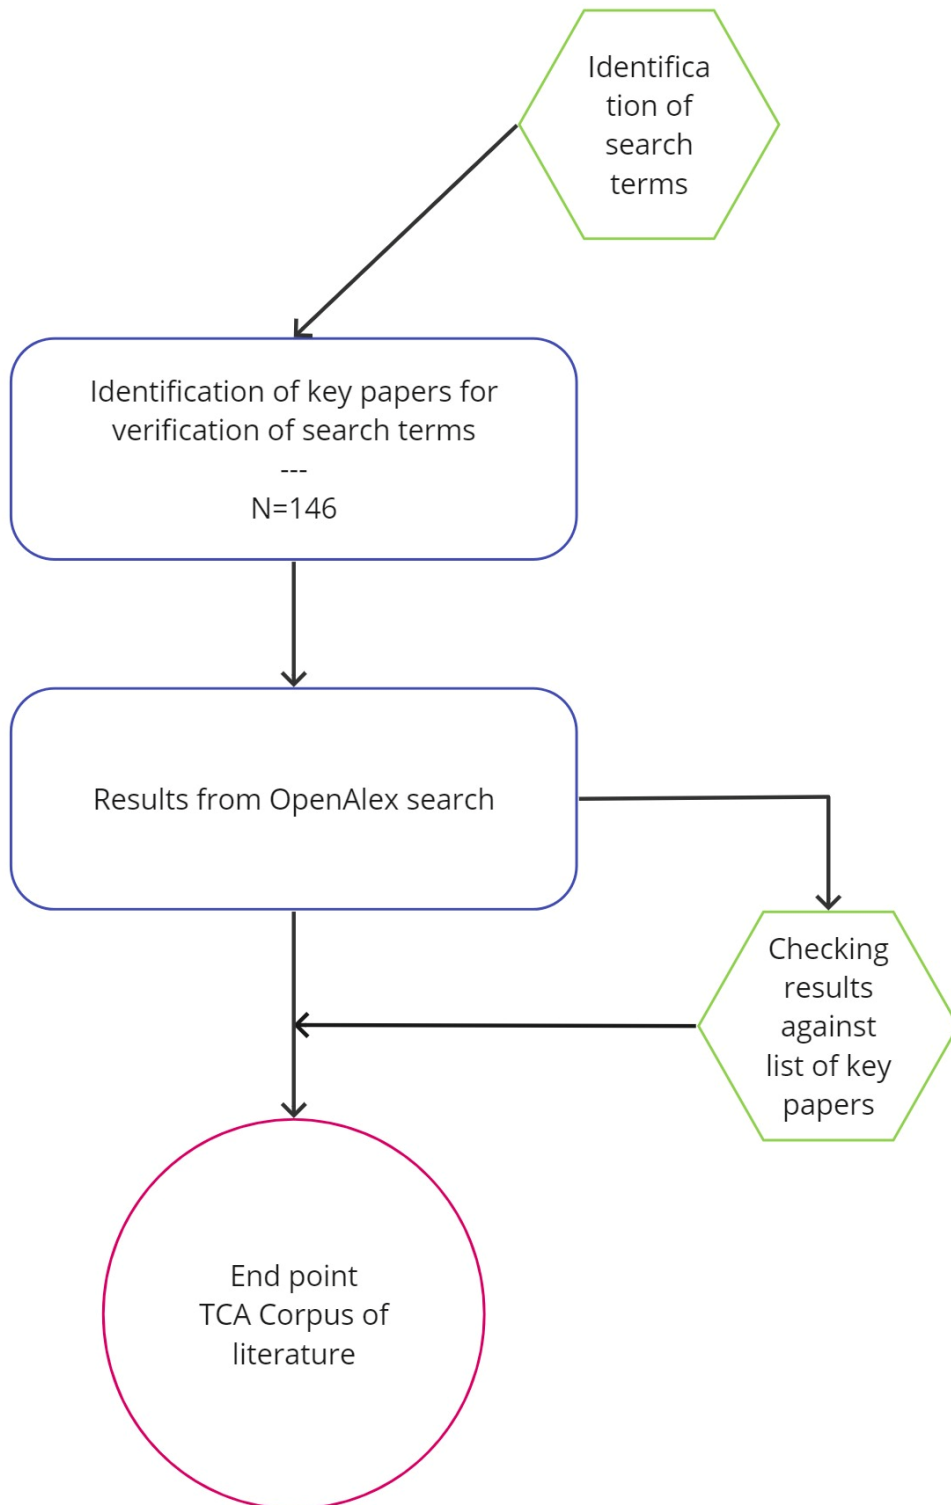 Identifica
tion of
search
terms
Identification of key papers for
verification of search terms
---
N=146
Results from OpenAlex search
Checking
results
against
list of key
papers
End point
TCA Corpus of
literature